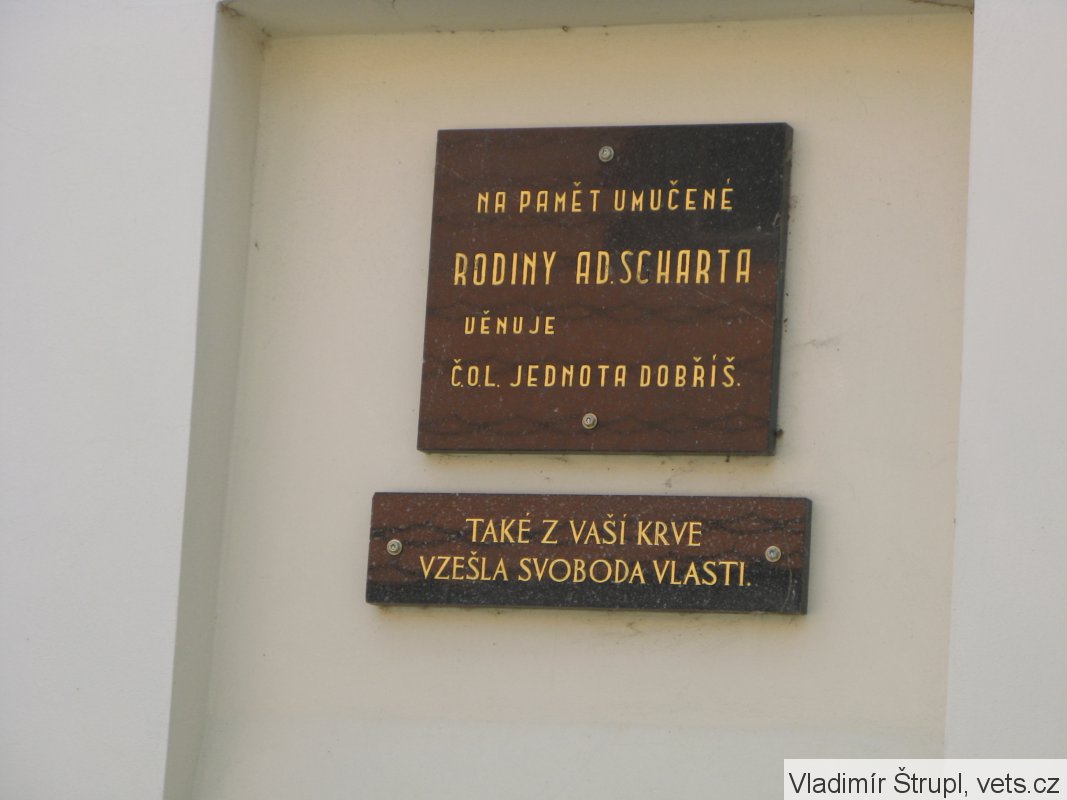 NA PAMĚT UMUČENÉ
RODINY AD. SCHARTA
VĚNUJE
Č.O.L. JEDNOTA DOBŘÍŠ.
TAKÉ Z VAŠÍ KRVE
VZEŠLA SVOBODA VLASTI.
Vladimír Štrupl, vets.cz